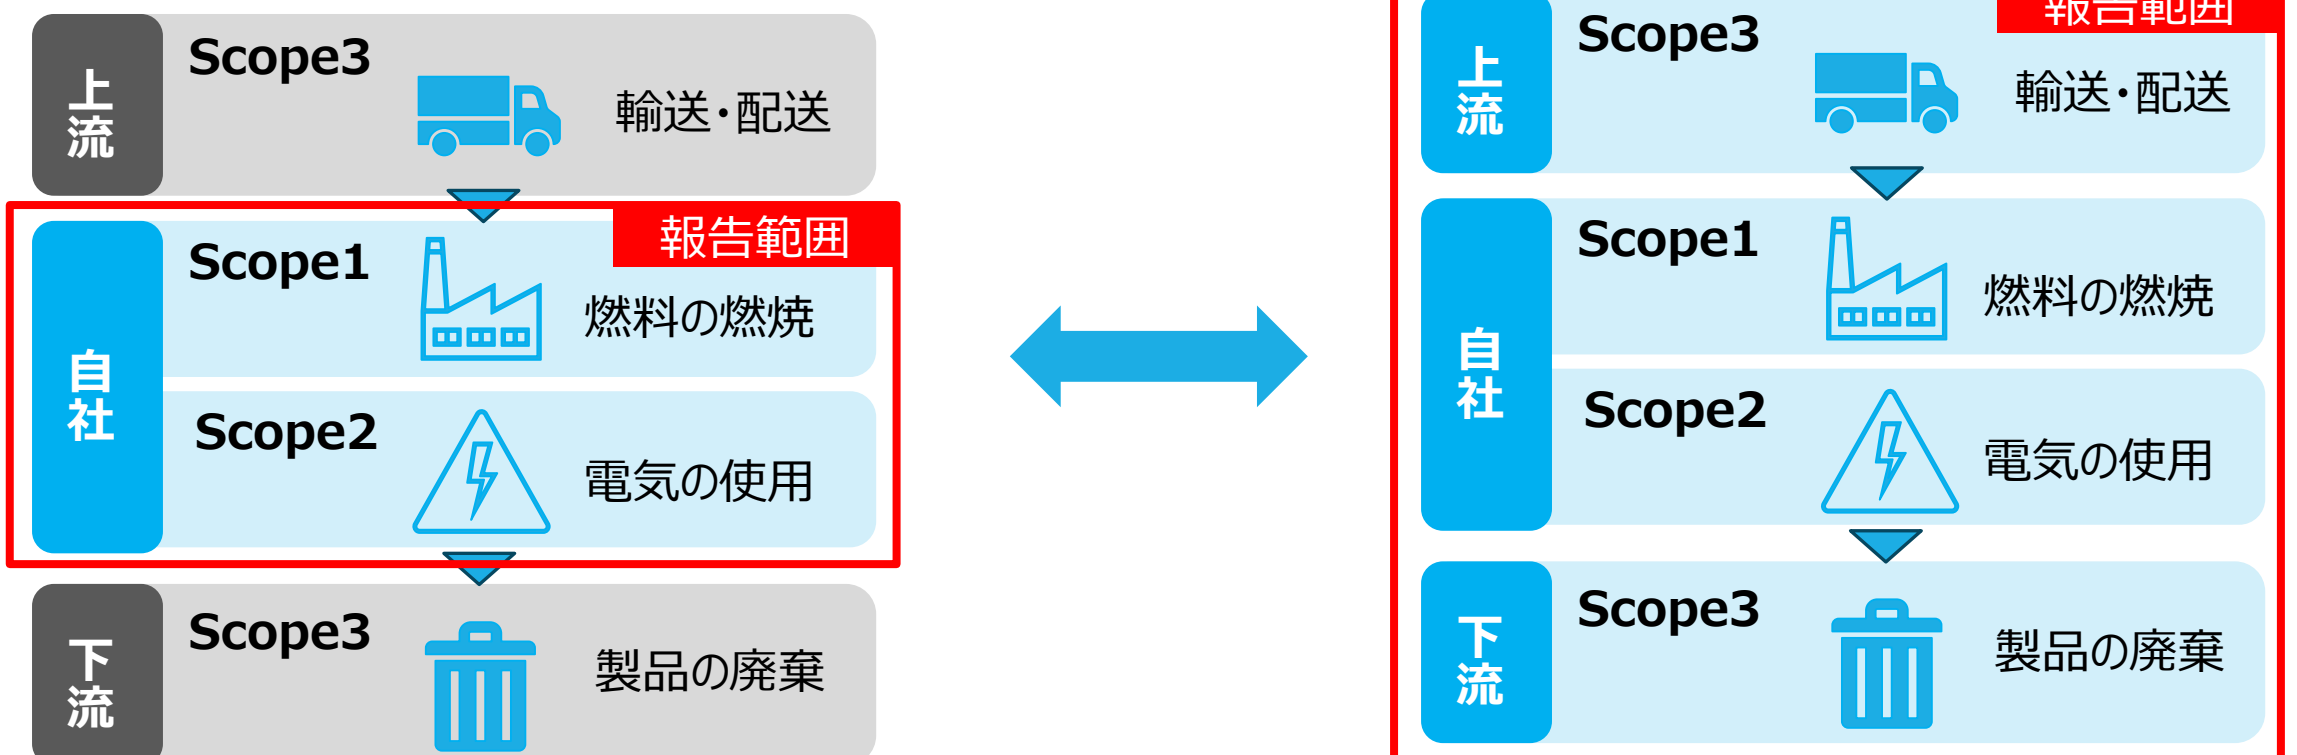 上流
Scope3
輸送・配送
報告範囲
自社
Scope1
燃料の燃焼
Scope2
電気の使用
下流
Scope3
製品の廃棄
報告範囲
上流
Scope3
輸送・配送
自社
Scope1
燃料の燃焼
Scope2
電気の使用
下流
Scope3
製品の廃棄